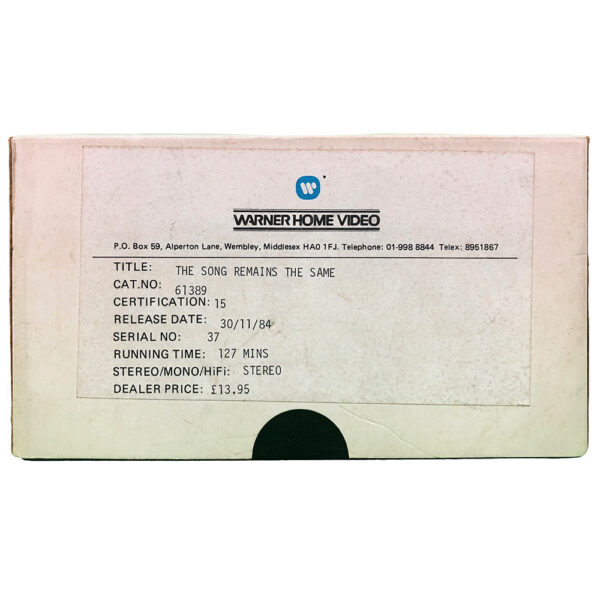 WARNER HOME VIDEO
P.O. Box 59, Alperton Lane, Wembley, Middlesex HA0 1FJ. Telephone: 01-998 8844 Telex: 8951867
TITLE: THE SONG REMAINS THE SAME
CAT.NO: 61389
CERTIFICATION: 15
RELEASE DATE: 30/11/84
SERIAL NO: 37
RUNNING TIME: 127 MINS
STEREO/MONO/HiFi: STEREO
DEALER PRICE: £13.95